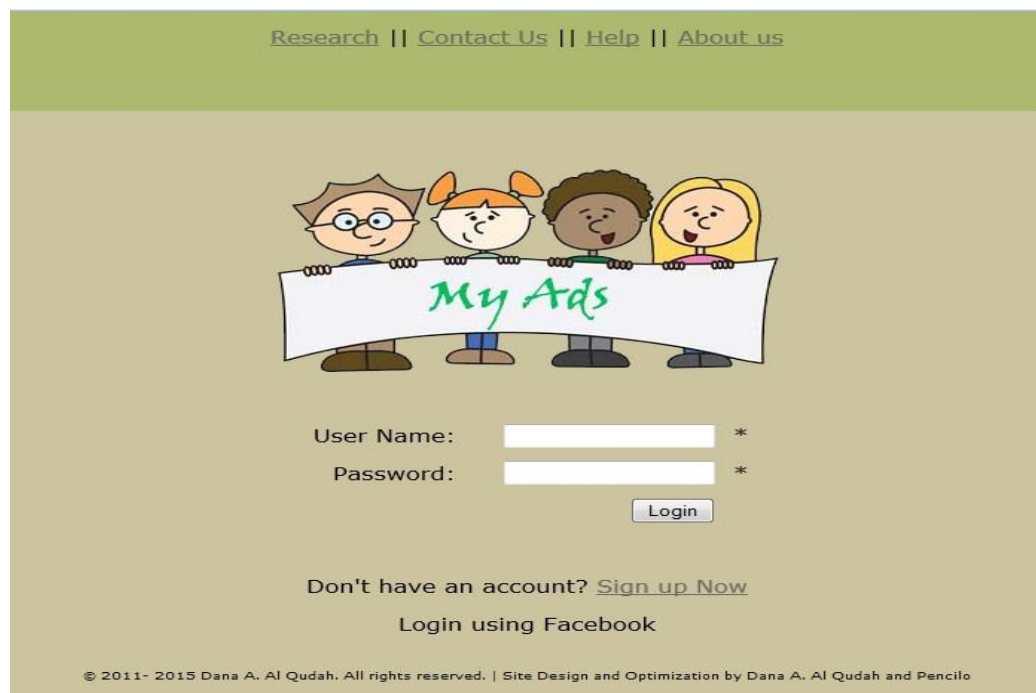 Research || Contact Us || Help || About us
My Ads
User Name: *
Password: *
Login
Don't have an account? Sign up Now
Login using Facebook
© 2011- 2015 Dana A. Al Qudah. All rights reserved. | Site Design and Optimization by Dana A. Al Qudah and Pencilo